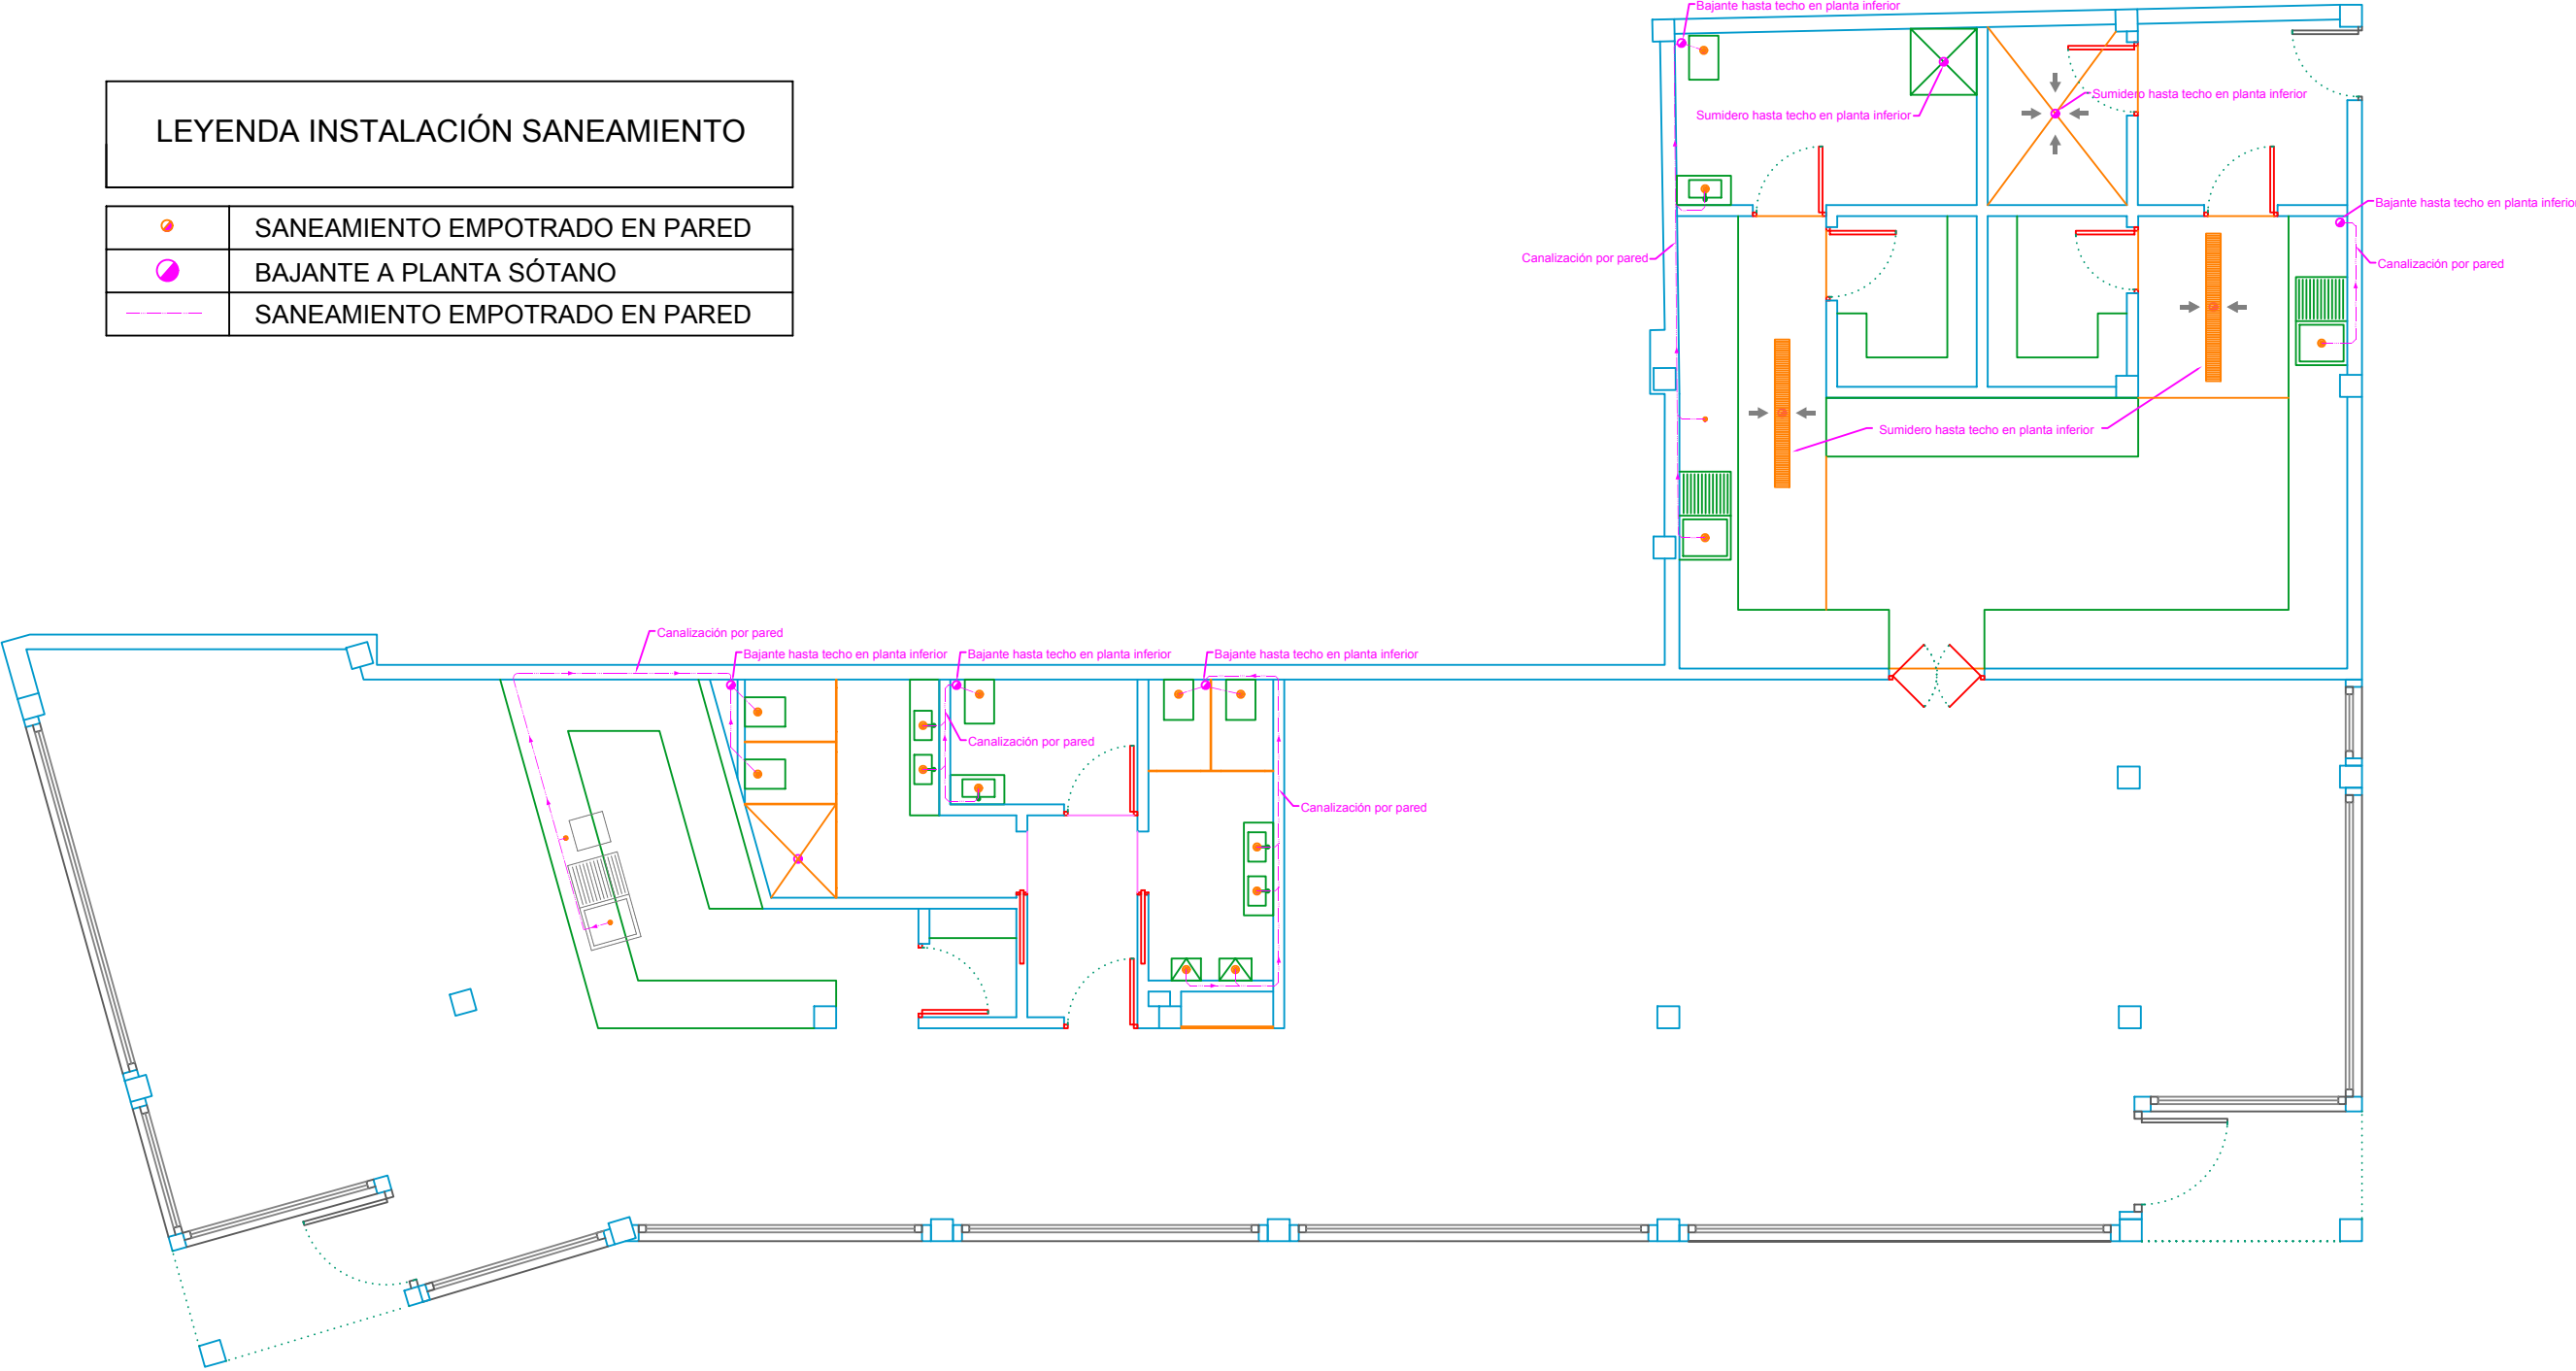 Bajante hasta techo en planta inferior
LEYENDA INSTALACIÓN SANEAMIENTO
SANEAMIENTO EMPOTRADO EN PARED
BAJANTE A PLANTA SÓTANO
SANEAMIENTO EMPOTRADO EN PARED
Sumidero hasta techo en planta inferior
Sumidero hasta techo en planta inferior
Bajante hasta techo en planta inferior
Canalización por pared
Canalización por pared
Sumidero hasta techo en planta inferior
Canalización por pared
Bajante hasta techo en planta inferior
Bajante hasta techo en planta inferior
Bajante hasta techo en planta inferior
Canalización por pared
Canalización por pared